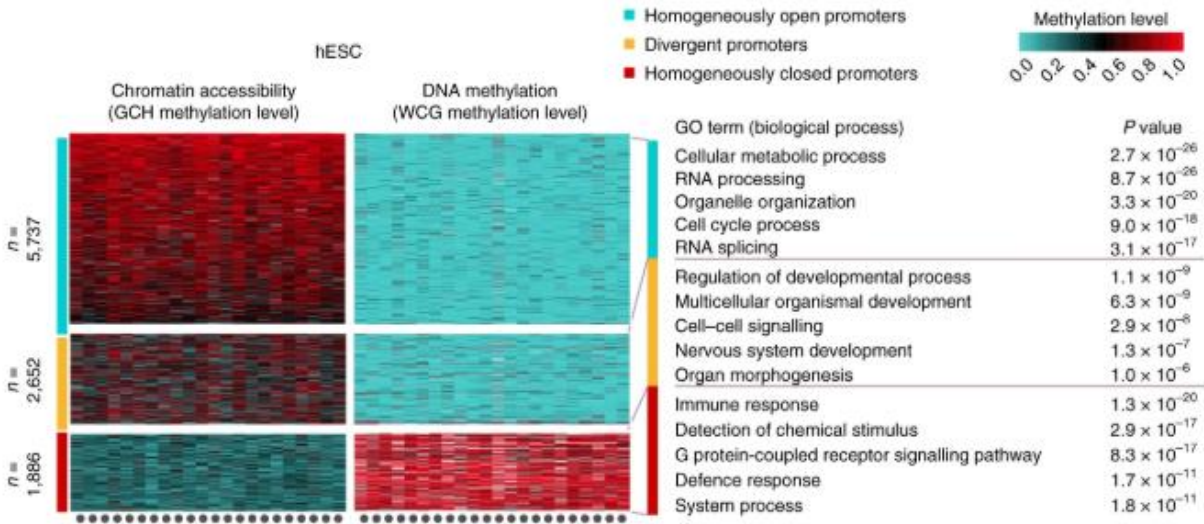 hESC
Chromatin accessibility
(GCH methylation level)
DNA methylation
(WCG methylation level)
Homogeneously open promoters
Divergent promoters
Homogeneously closed promoters
Methylation level
0.0 0.2 0.4 0.6 0.8 1.0
n =
5,737
n =
2,652
n =
1,886
GO term (biological process) P value
Cellular metabolic process 2.7 × 10⁻²⁶
RNA processing 8.7 × 10⁻²⁶
Organelle organization 3.3 × 10⁻²⁰
Cell cycle process 9.0 × 10⁻¹⁸
RNA splicing 3.1 × 10⁻¹⁷
Regulation of developmental process 1.1 × 10⁻⁹
Multicellular organismal development 6.3 × 10⁻⁹
Cell–cell signalling 2.9 × 10⁻⁸
Nervous system development 1.3 × 10⁻⁷
Organ morphogenesis 1.0 × 10⁻⁶
Immune response 1.3 × 10⁻²⁰
Detection of chemical stimulus 2.9 × 10⁻¹⁷
G protein-coupled receptor signalling pathway 8.3 × 10⁻¹⁷
Defence response 1.7 × 10⁻¹¹
System process 1.8 × 10⁻¹¹